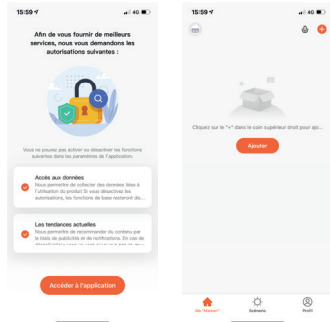 15:59
4G
Afin de vous fournir de meilleurs
services, nous vous demandons les
autorisations suivantes :
Vous ne pouvez pas activer ou désactiver les fonctions
suivantes dans les paramètres de l'application.
Accès aux données
Nous permettre de collecter des données liées à
l'utilisation du produit Si vous désactivez les
autorisations, les fonctions de base resteront dis...
Les tendances actuelles
Nous permettre de recommander du contenu par
le biais de publicités et de notifications. En cas de
Accéder à l'application
15:59
4G
Cliquez sur le "+" dans le coin supérieur droit pour ajo...
Ajouter
Scénario
Profil